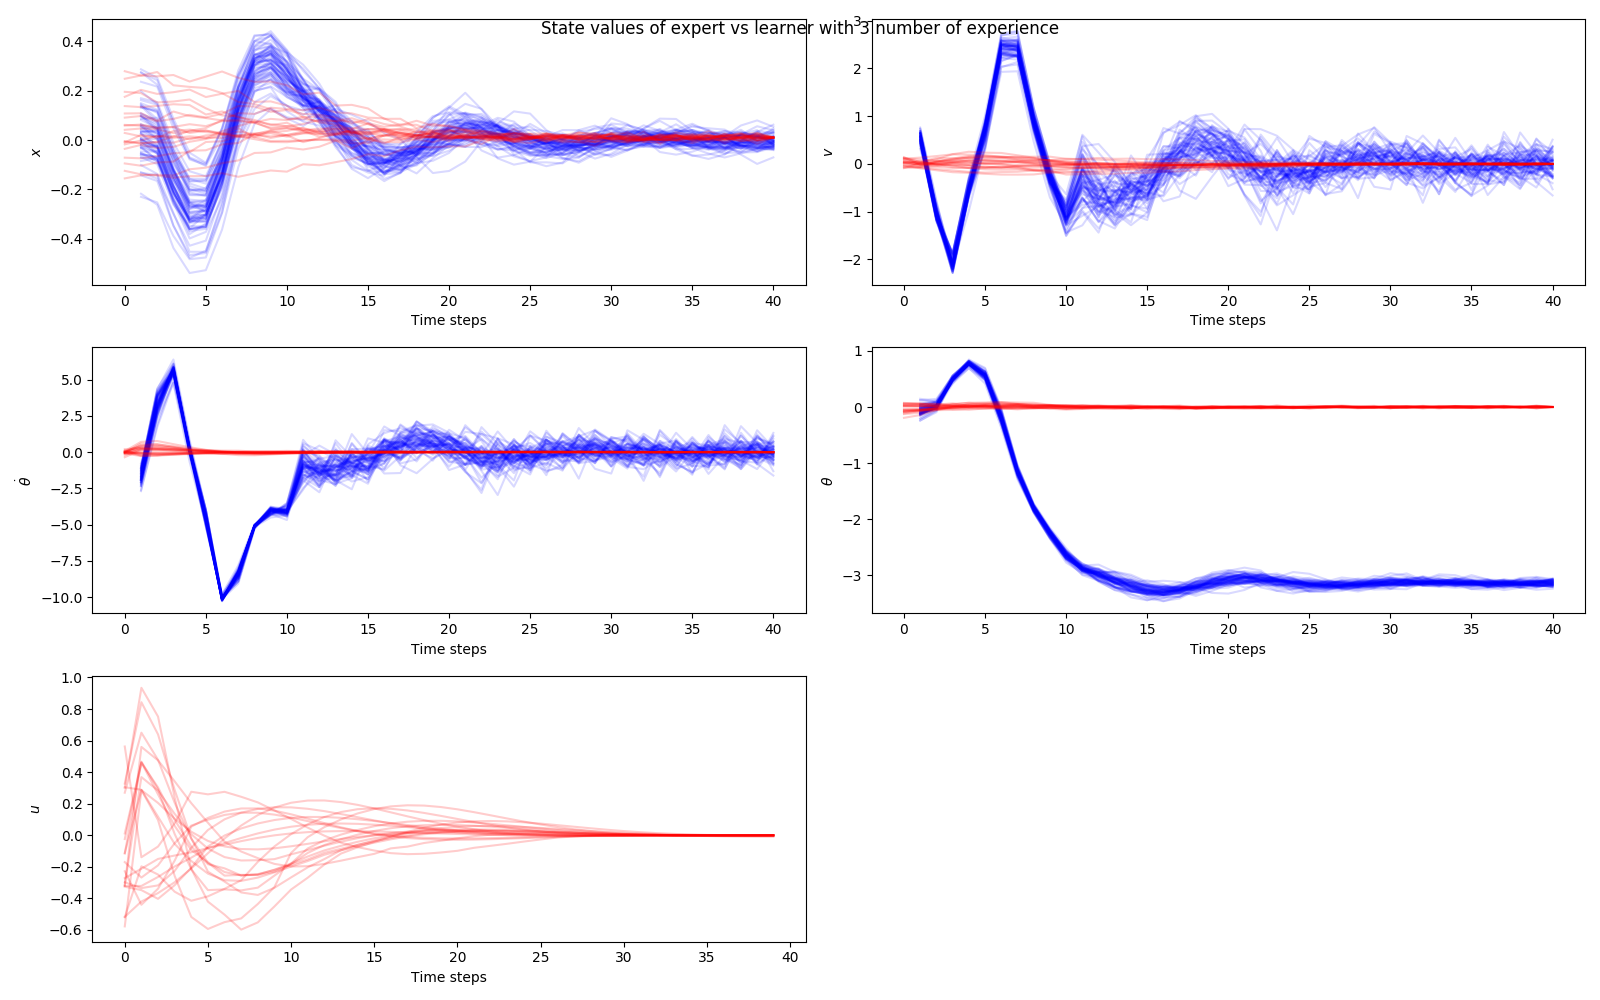 State values of expert vs learner with 3 number of experience
0.4
0.2
0.0
−0.2
−0.4
x
0 5 10 15 20 25 30 35 40
Time steps
3
2
1
0
−1
−2
v
0 5 10 15 20 25 30 35 40
Time steps
5.0
2.5
0.0
−2.5
−5.0
−7.5
−10.0
θ̇
0 5 10 15 20 25 30 35 40
Time steps
1
0
−1
−2
−3
θ
0 5 10 15 20 25 30 35 40
Time steps
1.0
0.8
0.6
0.4
0.2
0.0
−0.2
−0.4
−0.6
u
0 5 10 15 20 25 30 35 40
Time steps